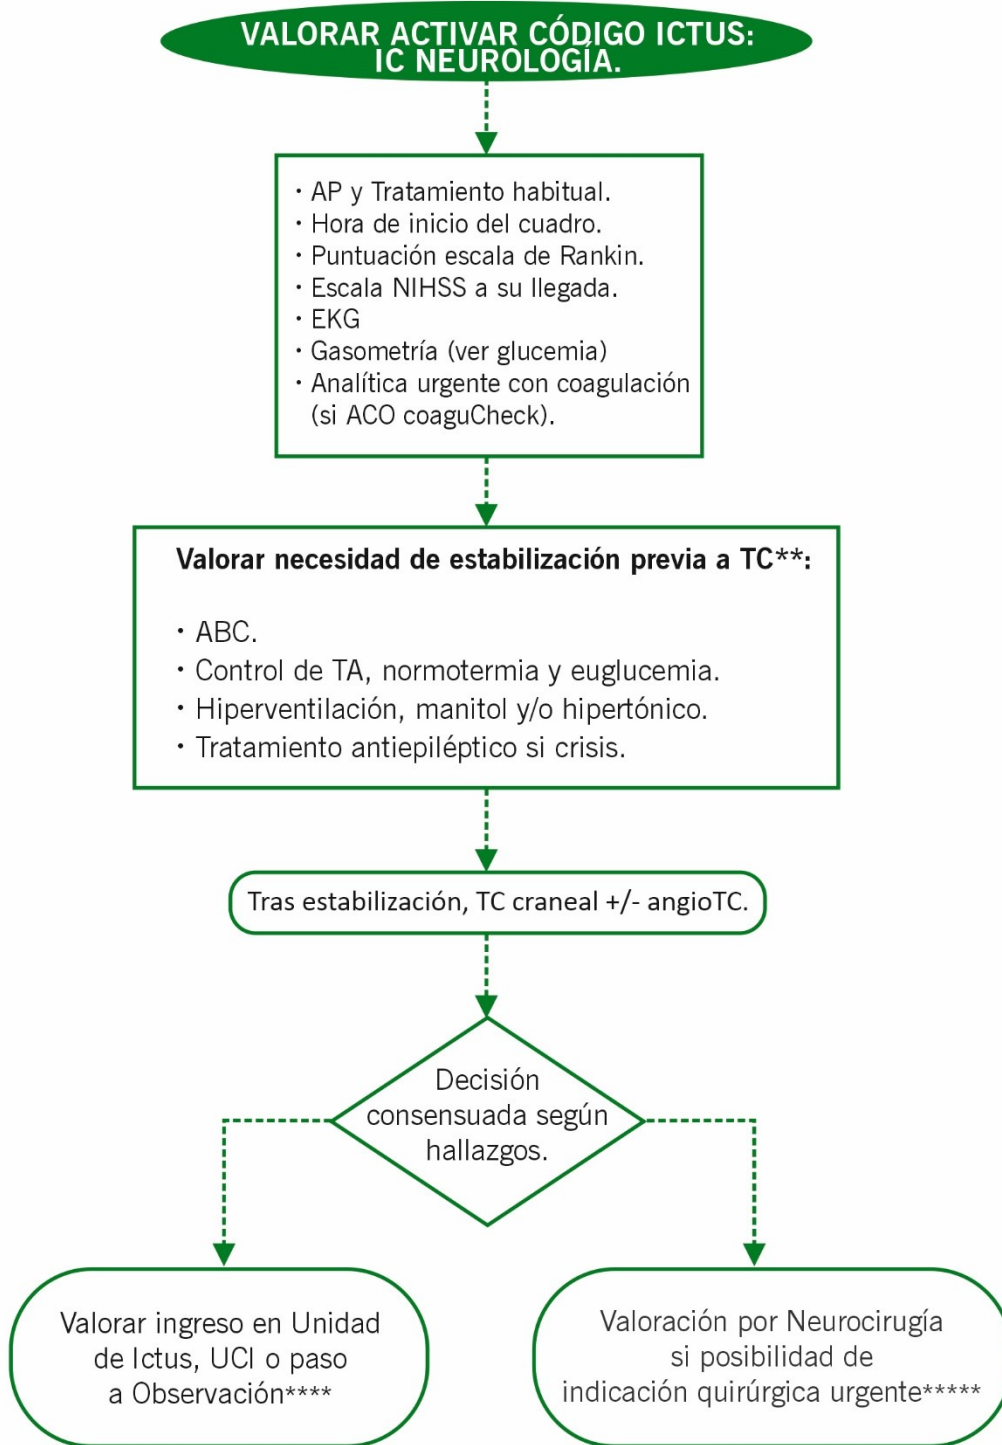 VALORAR ACTIVAR CÓDIGO ICTUS:
IC NEUROLOGÍA.
· AP y Tratamiento habitual.
· Hora de inicio del cuadro.
· Puntuación escala de Rankin.
· Escala NIHSS a su llegada.
· EKG
· Gasometría (ver glucemia)
· Analítica urgente con coagulación
(si ACO coaguCheck).
Valorar necesidad de estabilización previa a TC**:
· ABC.
· Control de TA, normotermia y euglucemia.
· Hiperventilación, manitol y/o hipertónico.
· Tratamiento antiepiléptico si crisis.
Tras estabilización, TC craneal +/- angioTC.
Decisión
consensuada según
hallazgos.
Valorar ingreso en Unidad
de Ictus, UCI o paso
a Observación****
Valoración por Neurocirugía
si posibilidad de
indicación quirúrgica urgente*****